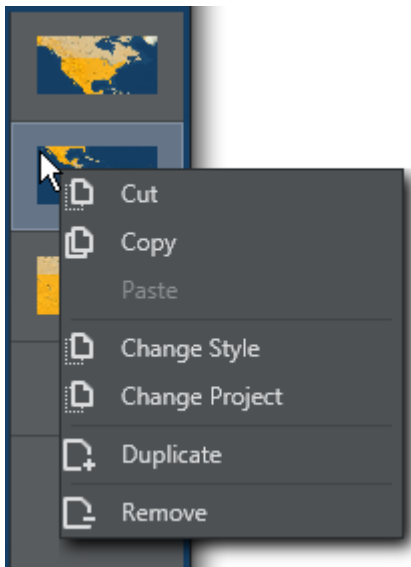 Cut
Copy
Paste
Change Style
Change Project
Duplicate
Remove